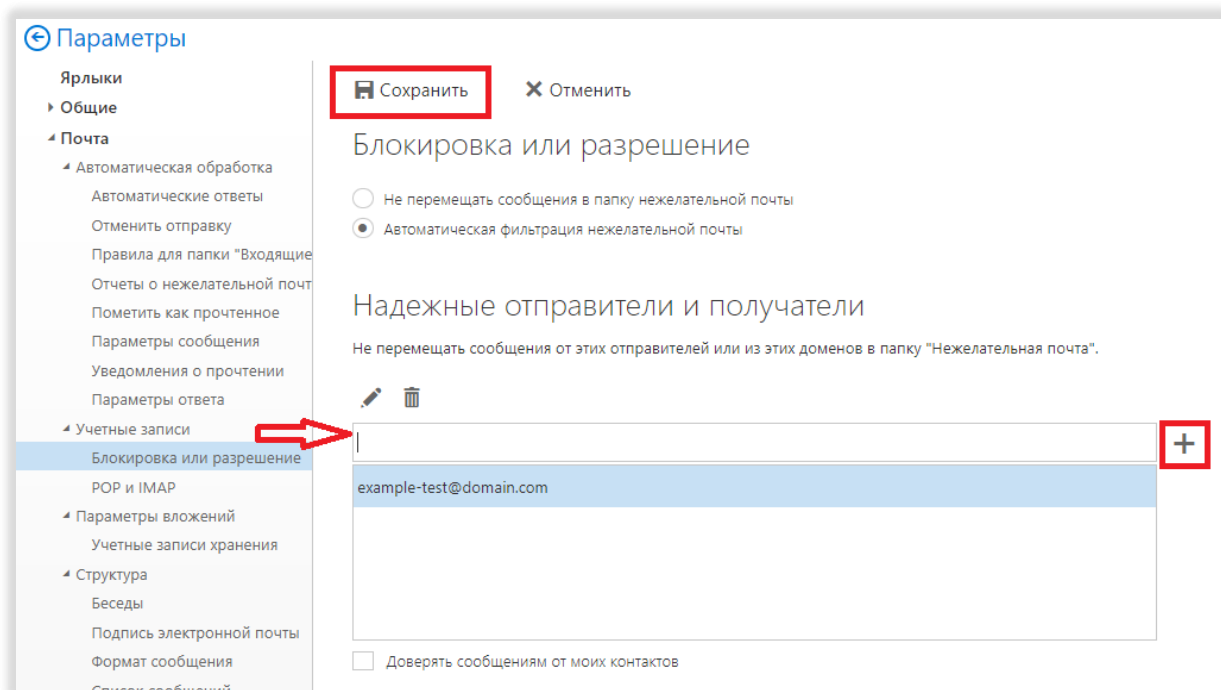 Параметры
Ярлыки
Общие
Почта
Автоматическая обработка
Автоматические ответы
Отменить отправку
Правила для папки "Входящие
Отчеты о нежелательной почт
Пометить как прочтенное
Параметры сообщения
Уведомления о прочтении
Параметры ответа
Учетные записи
Блокировка или разрешение
POP и IMAP
Параметры вложений
Учетные записи хранения
Структура
Беседы
Подпись электронной почты
Формат сообщения
Список сообщений
Сохранить
Отменить
Блокировка или разрешение
Не перемещать сообщения в папку нежелательной почты
Автоматическая фильтрация нежелательной почты
Надежные отправители и получатели
Не перемещать сообщения от этих отправителей или из этих доменов в папку "Нежелательная почта".
example-test@domain.com
Доверять сообщениям от моих контактов